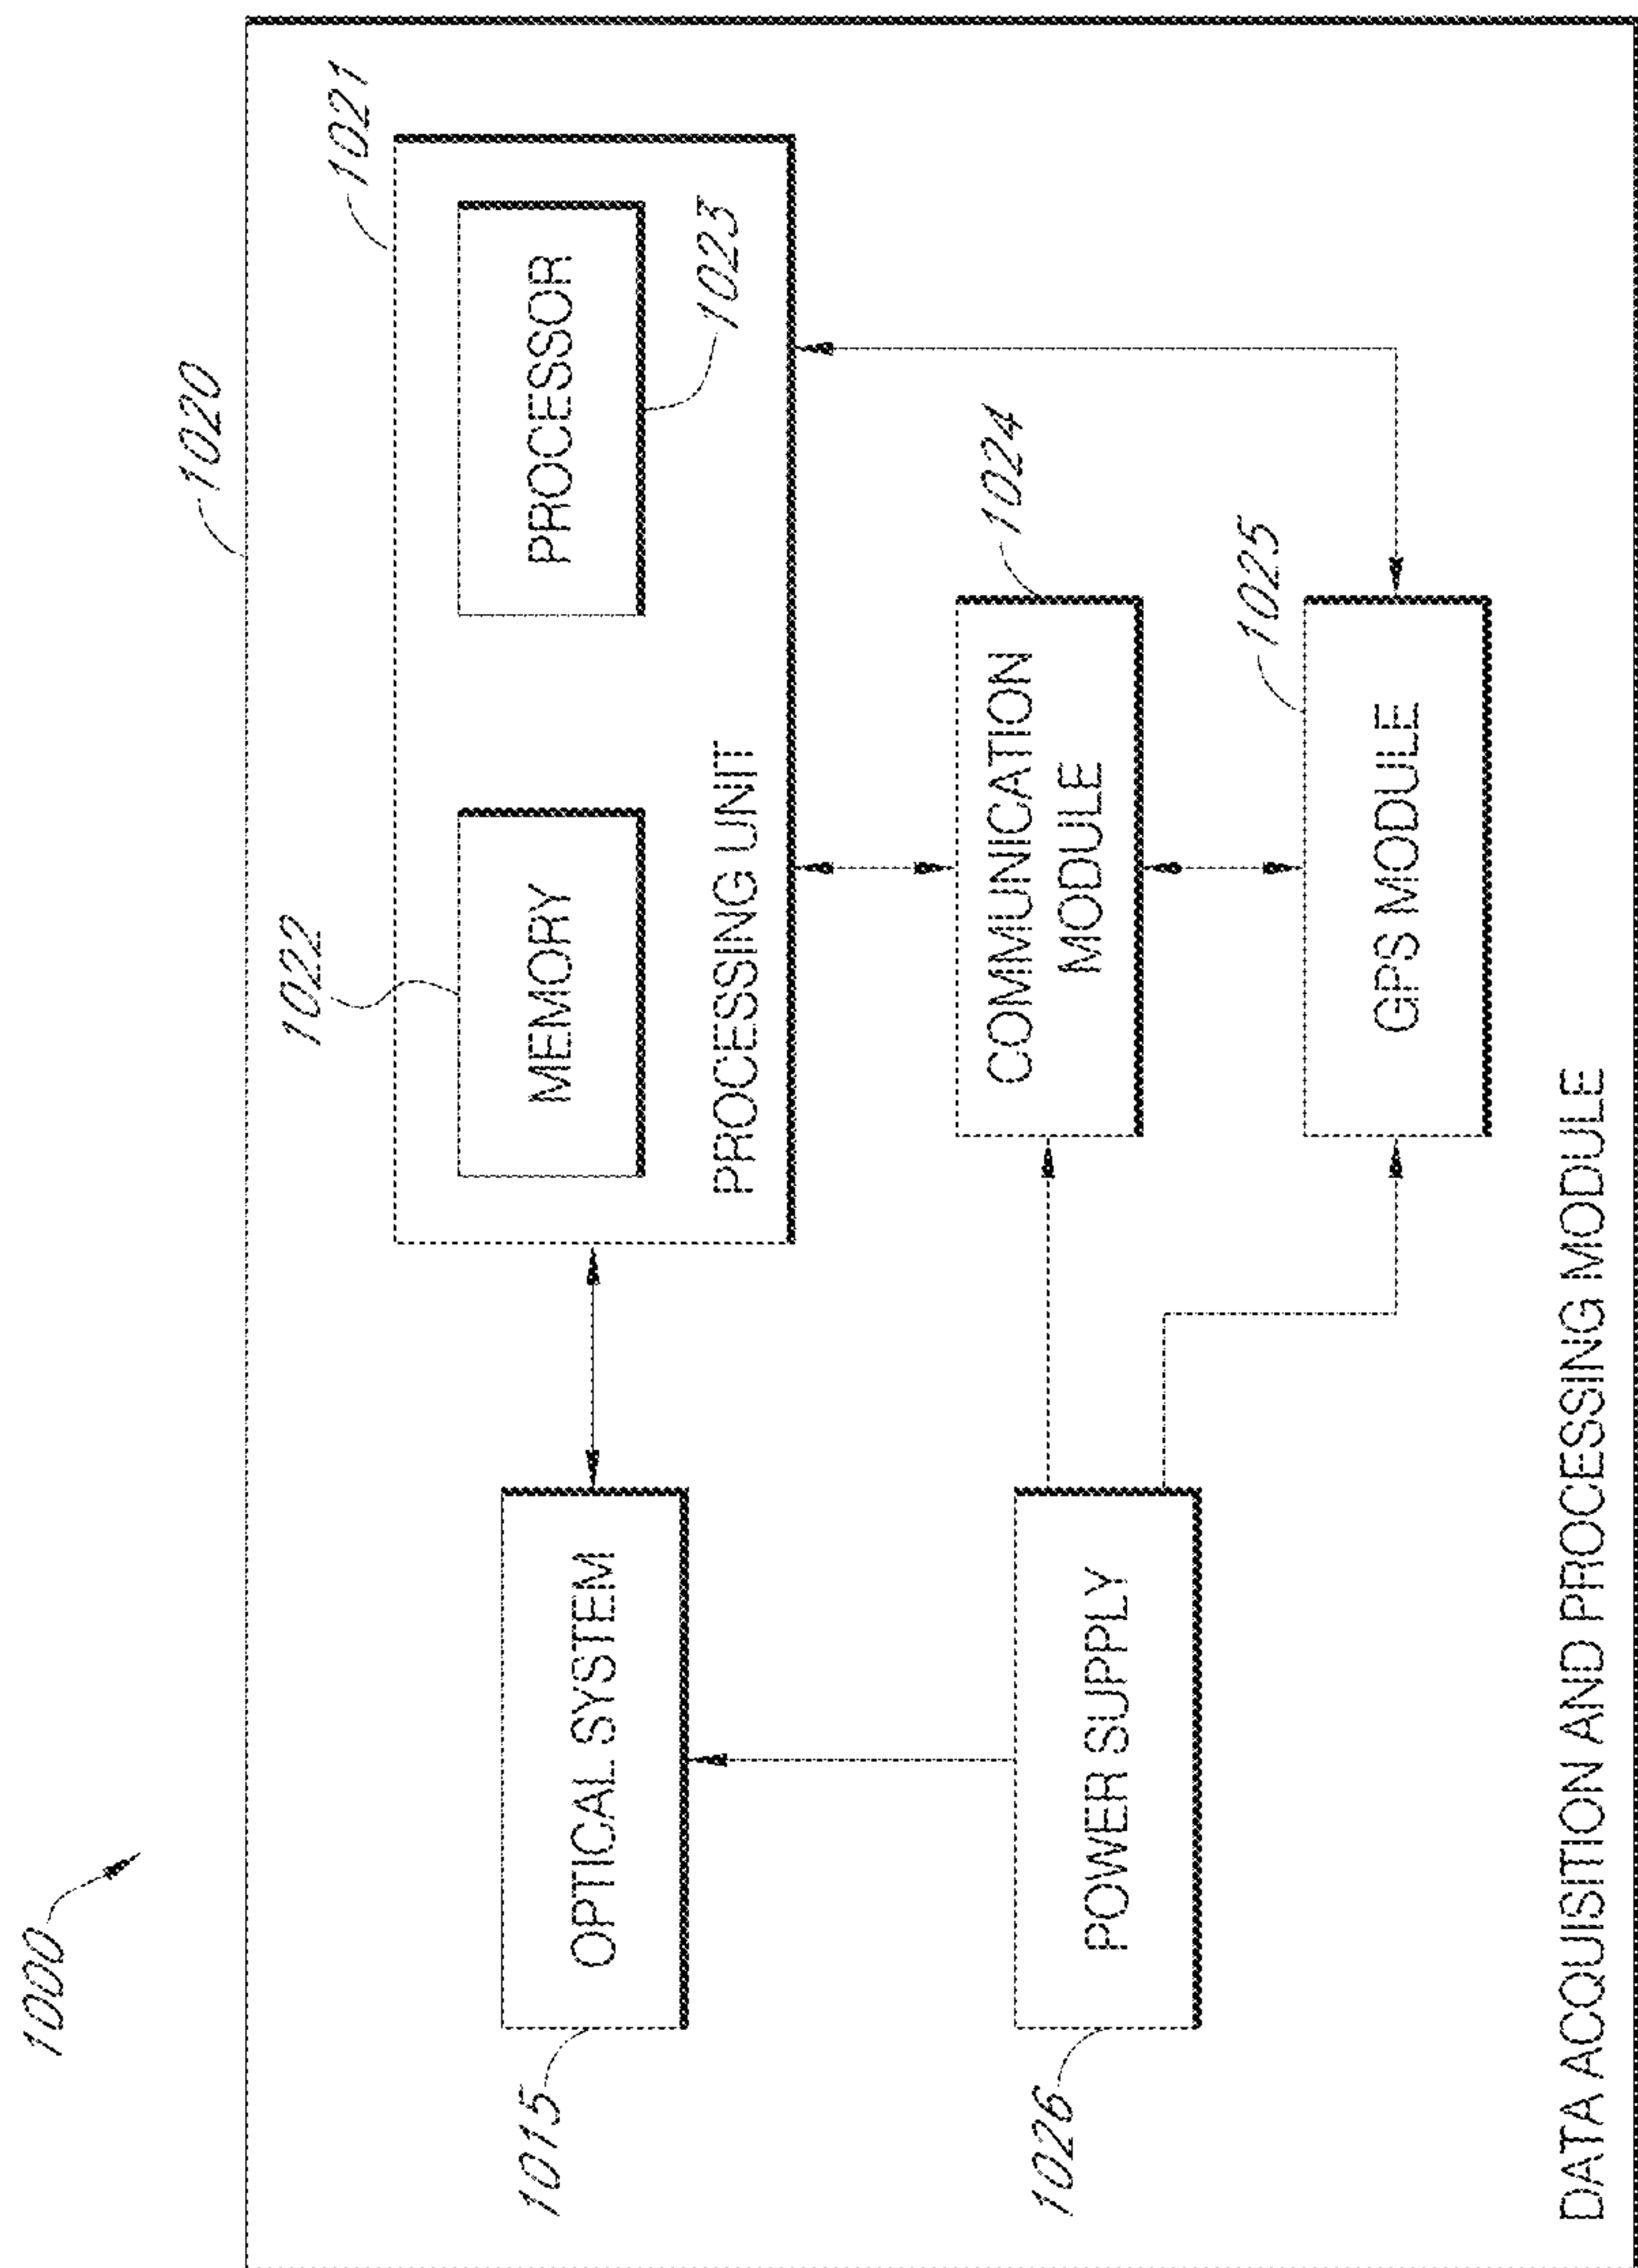 1000
1020
1021
1022
MEMORY
PROCESSOR
1023
PROCESSING UNIT
1015
OPTICAL SYSTEM
COMMUNICATION
MODULE
1024
1026
POWER SUPPLY
1025
GPS MODULE
DATA ACQUISITION AND PROCESSING MODULE